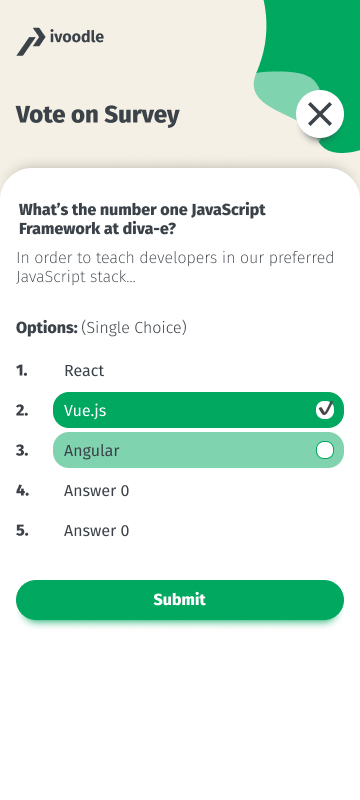 ivoodle
Vote on Survey
What’s the number one JavaScript
Framework at diva-e?
In order to teach developers in our preferred
JavaScript stack...
Options: (Single Choice)
1. React
2. Vue.js
3. Angular
4. Answer 0
5. Answer 0
Submit